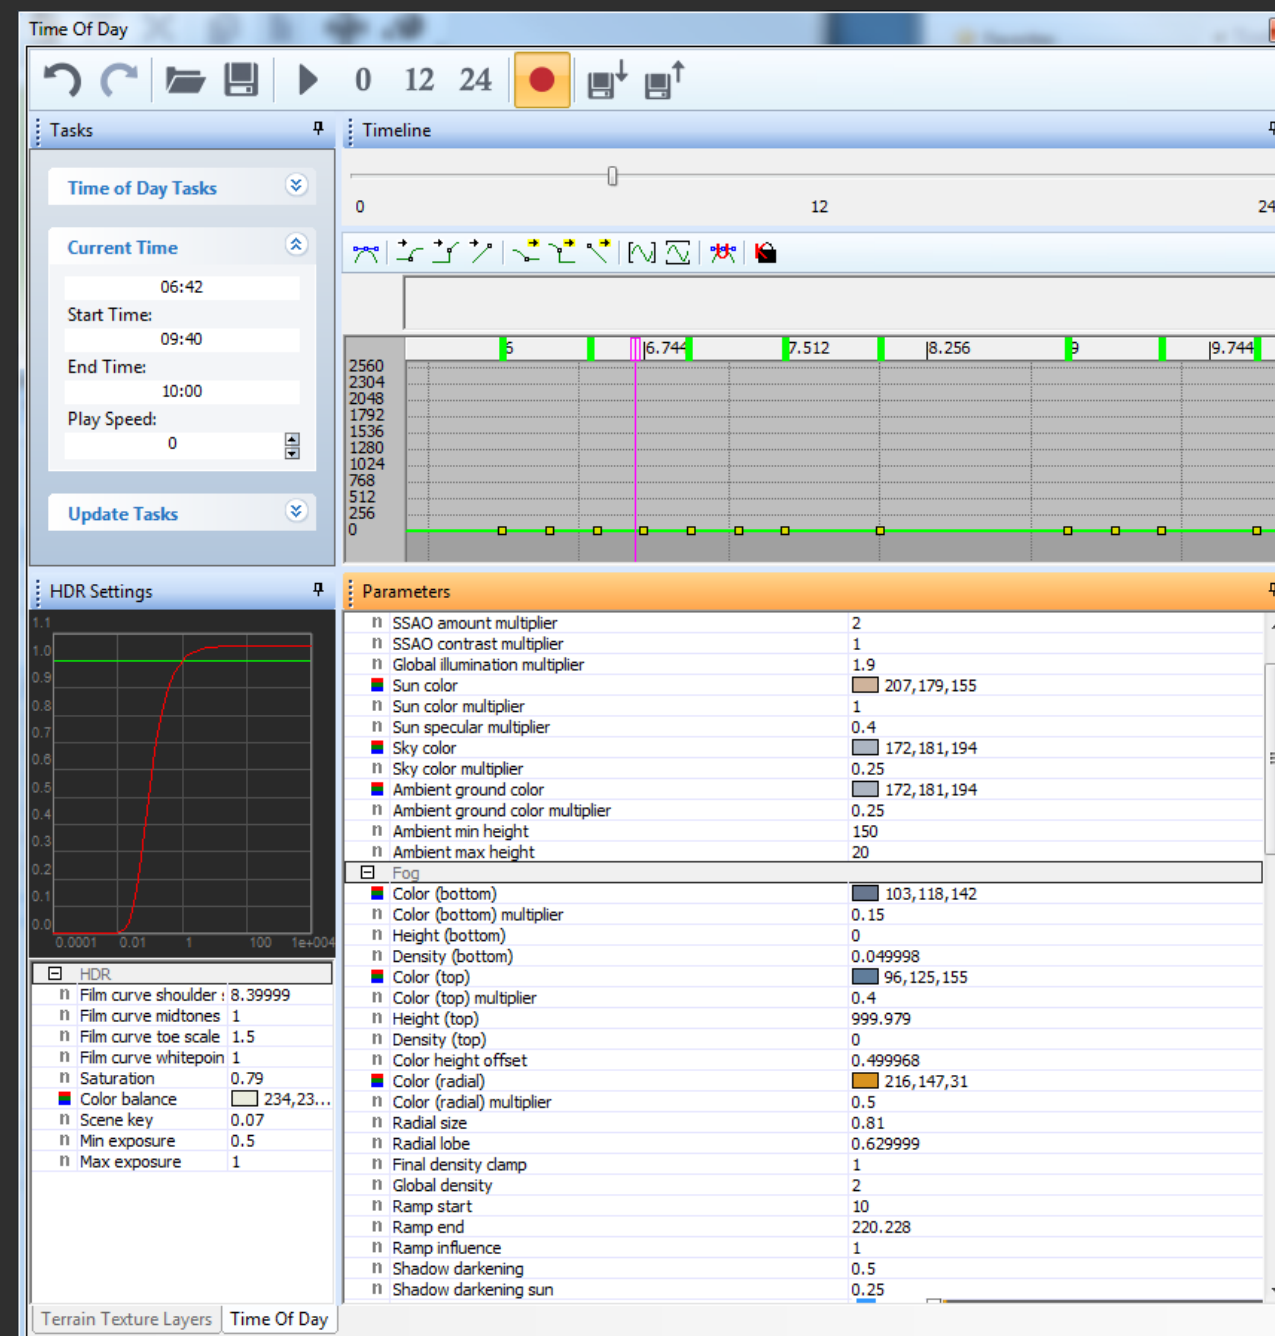 Time Of Day
0 12 24
Tasks
Timeline
Time of Day Tasks
0 12 24
Current Time
06:42
Start Time:
09:40
End Time:
10:00
Play Speed:
0
Update Tasks
6 6.744 7.512 8.256 9 9.744
2560
2304
2048
1792
1536
1280
1024
768
512
256
0
HDR Settings
1.1
1.0
0.9
0.8
0.7
0.6
0.5
0.4
0.3
0.2
0.1
0.0
0.0001 0.01 1 100 1e+004
HDR
n Film curve shoulder 8.39999
n Film curve midtones 1
n Film curve toe scale 1.5
n Film curve whitepoin 1
n Saturation 0.79
Color balance 234,23...
n Scene key 0.07
n Min exposure 0.5
n Max exposure 1
Parameters
n SSAO amount multiplier 2
n SSAO contrast multiplier 1
n Global illumination multiplier 1.9
Sun color 207,179,155
n Sun color multiplier 1
n Sun specular multiplier 0.4
Sky color 172,181,194
n Sky color multiplier 0.25
Ambient ground color 172,181,194
n Ambient ground color multiplier 0.25
n Ambient min height 150
n Ambient max height 20
Fog
Color (bottom) 103,118,142
n Color (bottom) multiplier 0.15
n Height (bottom) 0
n Density (bottom) 0.049998
Color (top) 96,125,155
n Color (top) multiplier 0.4
n Height (top) 999.979
n Density (top) 0
n Color height offset 0.499968
Color (radial) 216,147,31
n Color (radial) multiplier 0.5
n Radial size 0.81
n Radial lobe 0.629999
n Final density clamp 1
n Global density 2
n Ramp start 10
n Ramp end 220.228
n Ramp influence 1
n Shadow darkening 0.5
n Shadow darkening sun 0.25
Terrain Texture Layers
Time Of Day